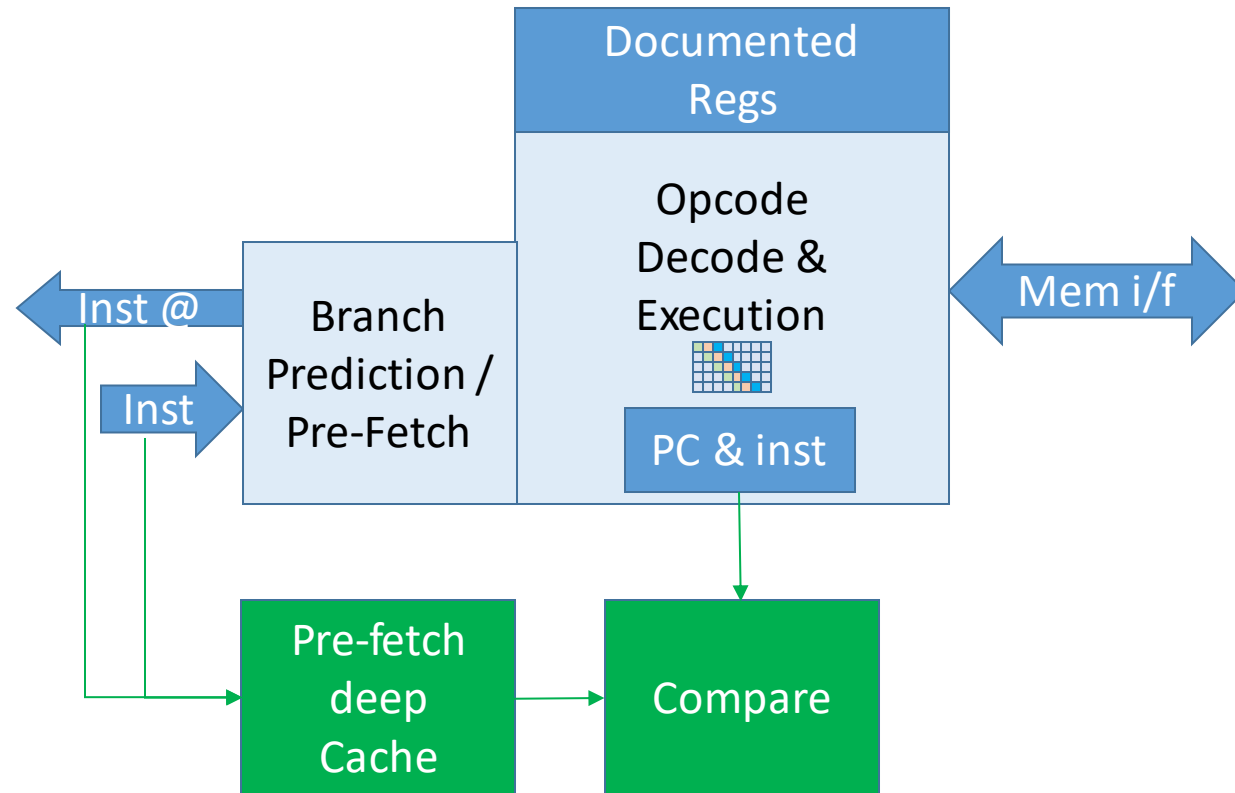 Documented
Regs
Opcode
Decode &
Execution
Mem i/f
Inst @
Branch
Prediction /
Pre-Fetch
Inst
PC & inst
Pre-fetch
deep
Cache
Compare